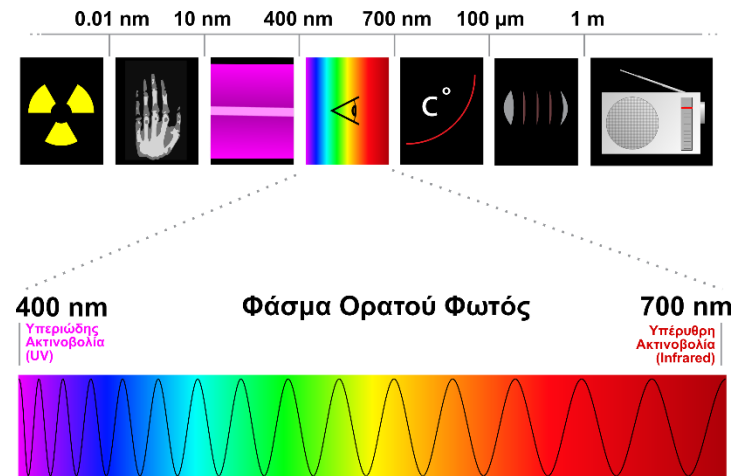 0.01 nm 10 nm 400 nm 700 nm 100 μm 1 m
C°
400 nm Φάσμα Ορατού Φωτός 700 nm
Υπεριώδης
Ακτινοβολία
(UV)
Υπέρυθρη
Ακτινοβολία
(Infrared)